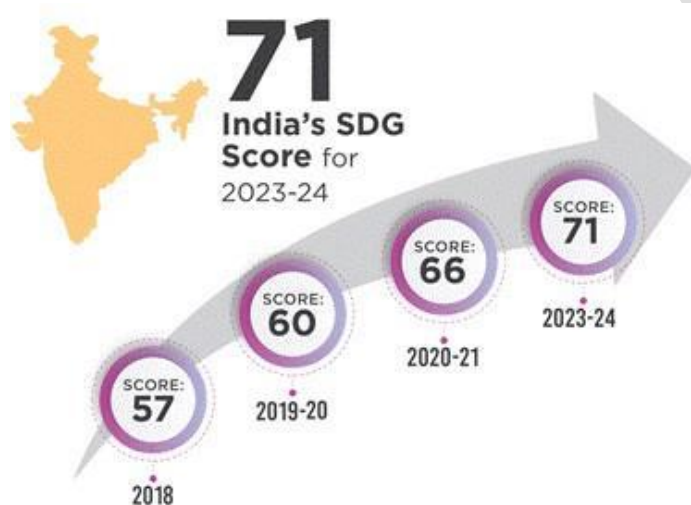 71
India's SDG
Score for
2023-24
SCORE:
57
2018
SCORE:
60
2019-20
SCORE:
66
2020-21
SCORE:
71
2023-24